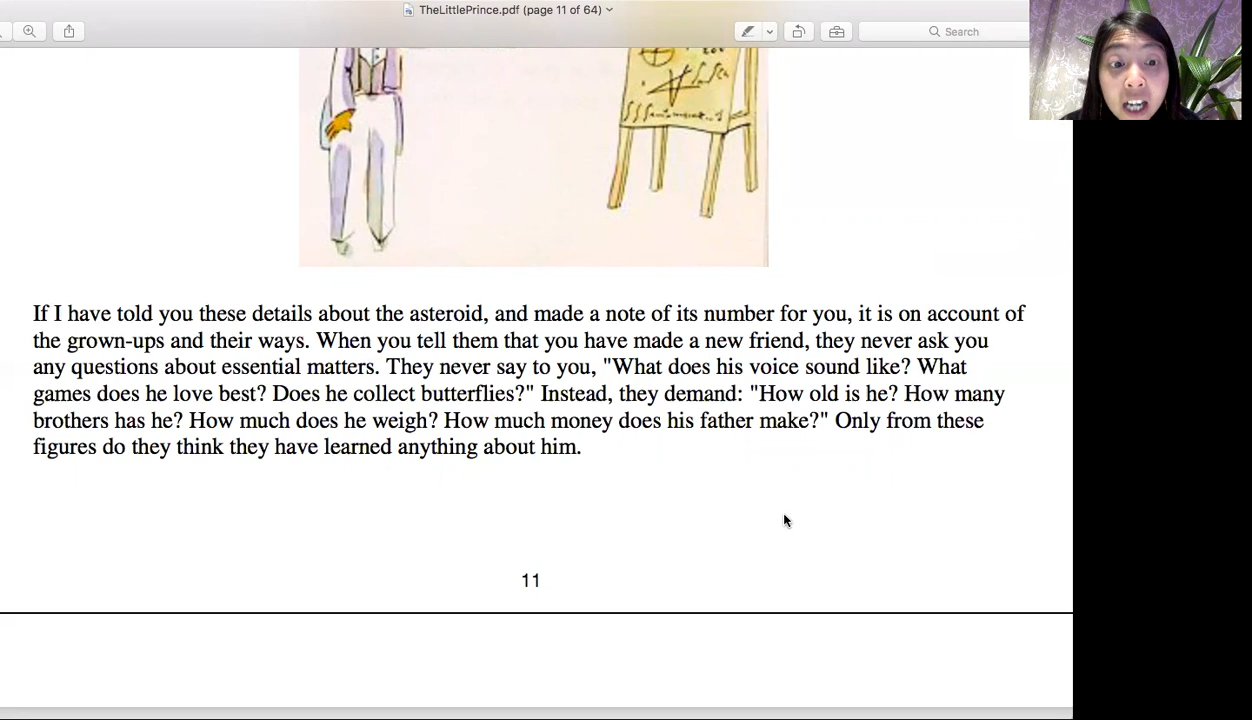 TheLittlePrince.pdf (page 11 of 64)
Search
If I have told you these details about the asteroid, and made a note of its number for you, it is on account of
the grown-ups and their ways. When you tell them that you have made a new friend, they never ask you
any questions about essential matters. They never say to you, "What does his voice sound like? What
games does he love best? Does he collect butterflies?" Instead, they demand: "How old is he? How many
brothers has he? How much does he weigh? How much money does his father make?" Only from these
figures do they think they have learned anything about him.
11